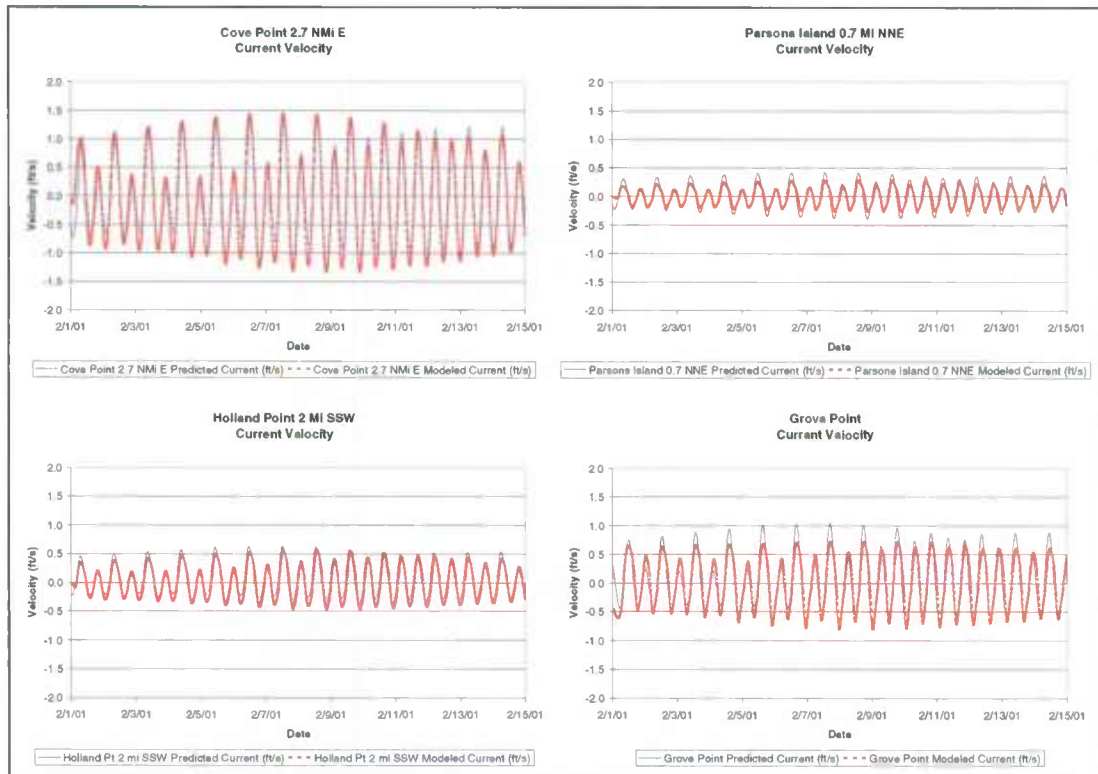 Cove Point 2.7 NMi E
Current Velocity
2.0
1.5
1.0
0.5
0.0
-0.5
-1.0
-1.5
-2.0
Velocity (ft/s)
2/1/01 2/3/01 2/5/01 2/7/01 2/9/01 2/11/01 2/13/01 2/15/01
Date
Cove Point 2.7 NMi E Predicted Current (ft/s) Cove Point 2.7 NMi E Modeled Current (ft/s)
Parsona Island 0.7 MI NNE
Current Velocity
2.0
1.5
1.0
0.5
0.0
-0.5
-1.0
-1.5
-2.0
Velocity (ft/s)
2/1/01 2/3/01 2/5/01 2/7/01 2/9/01 2/11/01 2/13/01 2/15/01
Date
Parsons Island 0.7 NNE Predicted Current (ft/s) Parsone Island 0.7 NNE Modeled Current (ft/s)
Holland Point 2 MI SSW
Current Valocity
2.0
1.5
1.0
0.5
0.0
-0.5
-1.0
-1.5
-2.0
Velocity (ft/s)
2/1/01 2/3/01 2/5/01 2/7/01 2/9/01 2/11/01 2/13/01 2/15/01
Date
Holland Pt 2 mi SSW Predicted Current (ft/s) Holland Pt 2 mi SSW Modeled Current (ft/s)
Grova Point
Currant Valocity
2.0
1.5
1.0
0.5
0.0
-0.5
-1.0
-1.5
-2.0
Velocity (ft/s)
2/1/01 2/3/01 2/5/01 2/7/01 2/9/01 2/11/01 2/13/01 2/15/01
Date
Grove Point Predicted Current (ft/s) Grove Point Modeled Current (ft/s)